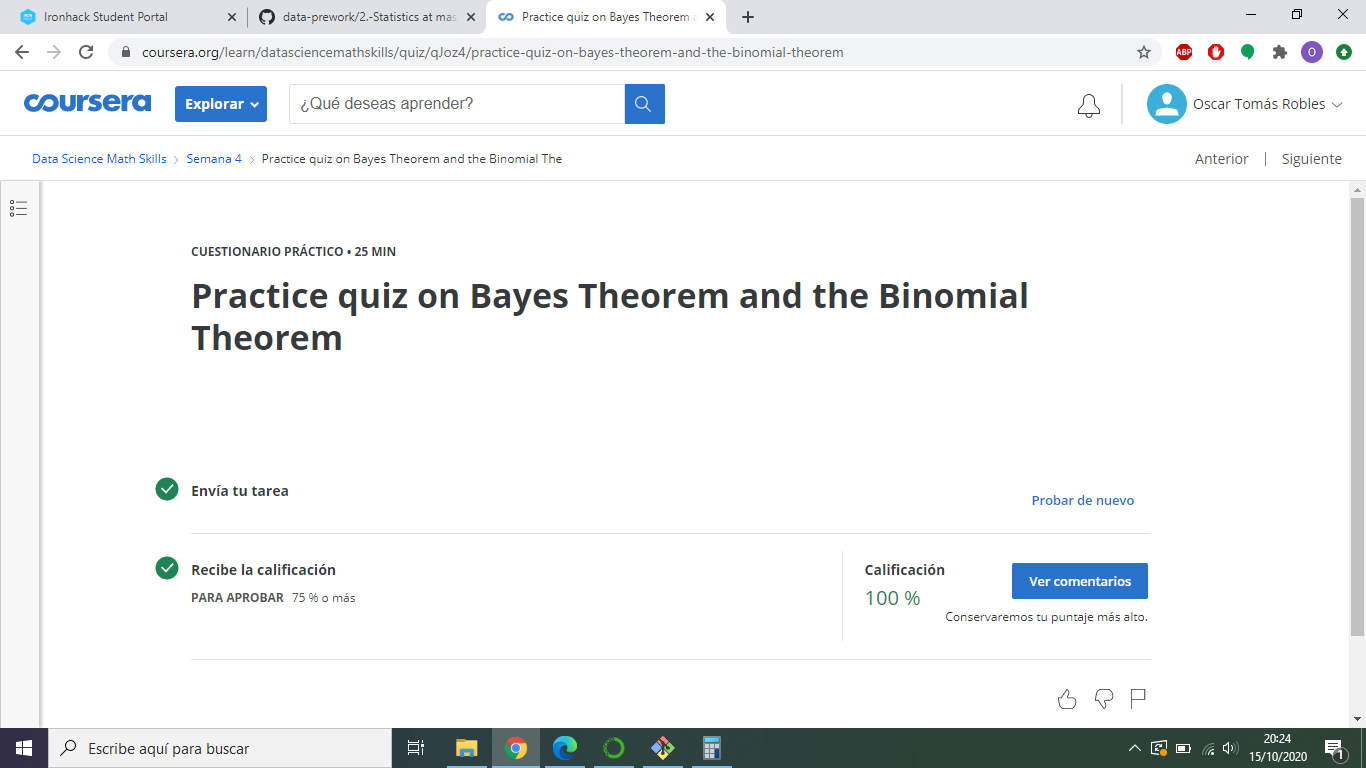 Ironhack Student Portal
data-prework/2.-Statistics at mas
Practice quiz on Bayes Theorem a
coursera.org/learn/datasciencemathskills/quiz/qJoz4/practice-quiz-on-bayes-theorem-and-the-binomial-theorem
ABP
O
coursera
Explorar
¿Qué deseas aprender?
Oscar Tomás Robles
Data Science Math Skills
Semana 4
Practice quiz on Bayes Theorem and the Binomial The
Anterior | Siguiente
CUESTIONARIO PRÁCTICO • 25 MIN
Practice quiz on Bayes Theorem and the Binomial
Theorem
Envía tu tarea
Probar de nuevo
Recibe la calificación
PARA APROBAR 75 % o más
Calificación
100 %
Ver comentarios
Conservaremos tu puntaje más alto.
Escribe aquí para buscar
20:24
15/10/2020
1